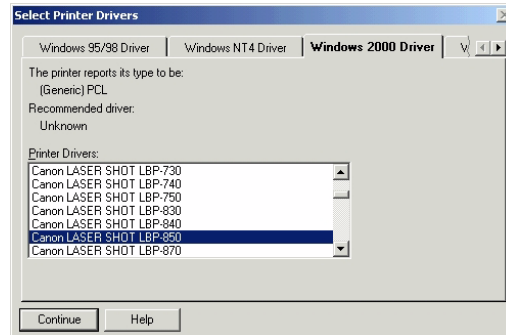 Select Printer Drivers
Windows 95/98 Driver
Windows NT4 Driver
Windows 2000 Driver
The printer reports its type to be:
(Generic) PCL
Recommended driver:
Unknown
Printer Drivers:
Canon LASER SHOT LBP-730
Canon LASER SHOT LBP-740
Canon LASER SHOT LBP-750
Canon LASER SHOT LBP-830
Canon LASER SHOT LBP-840
Canon LASER SHOT LBP-850
Canon LASER SHOT LBP-870
Continue
Help